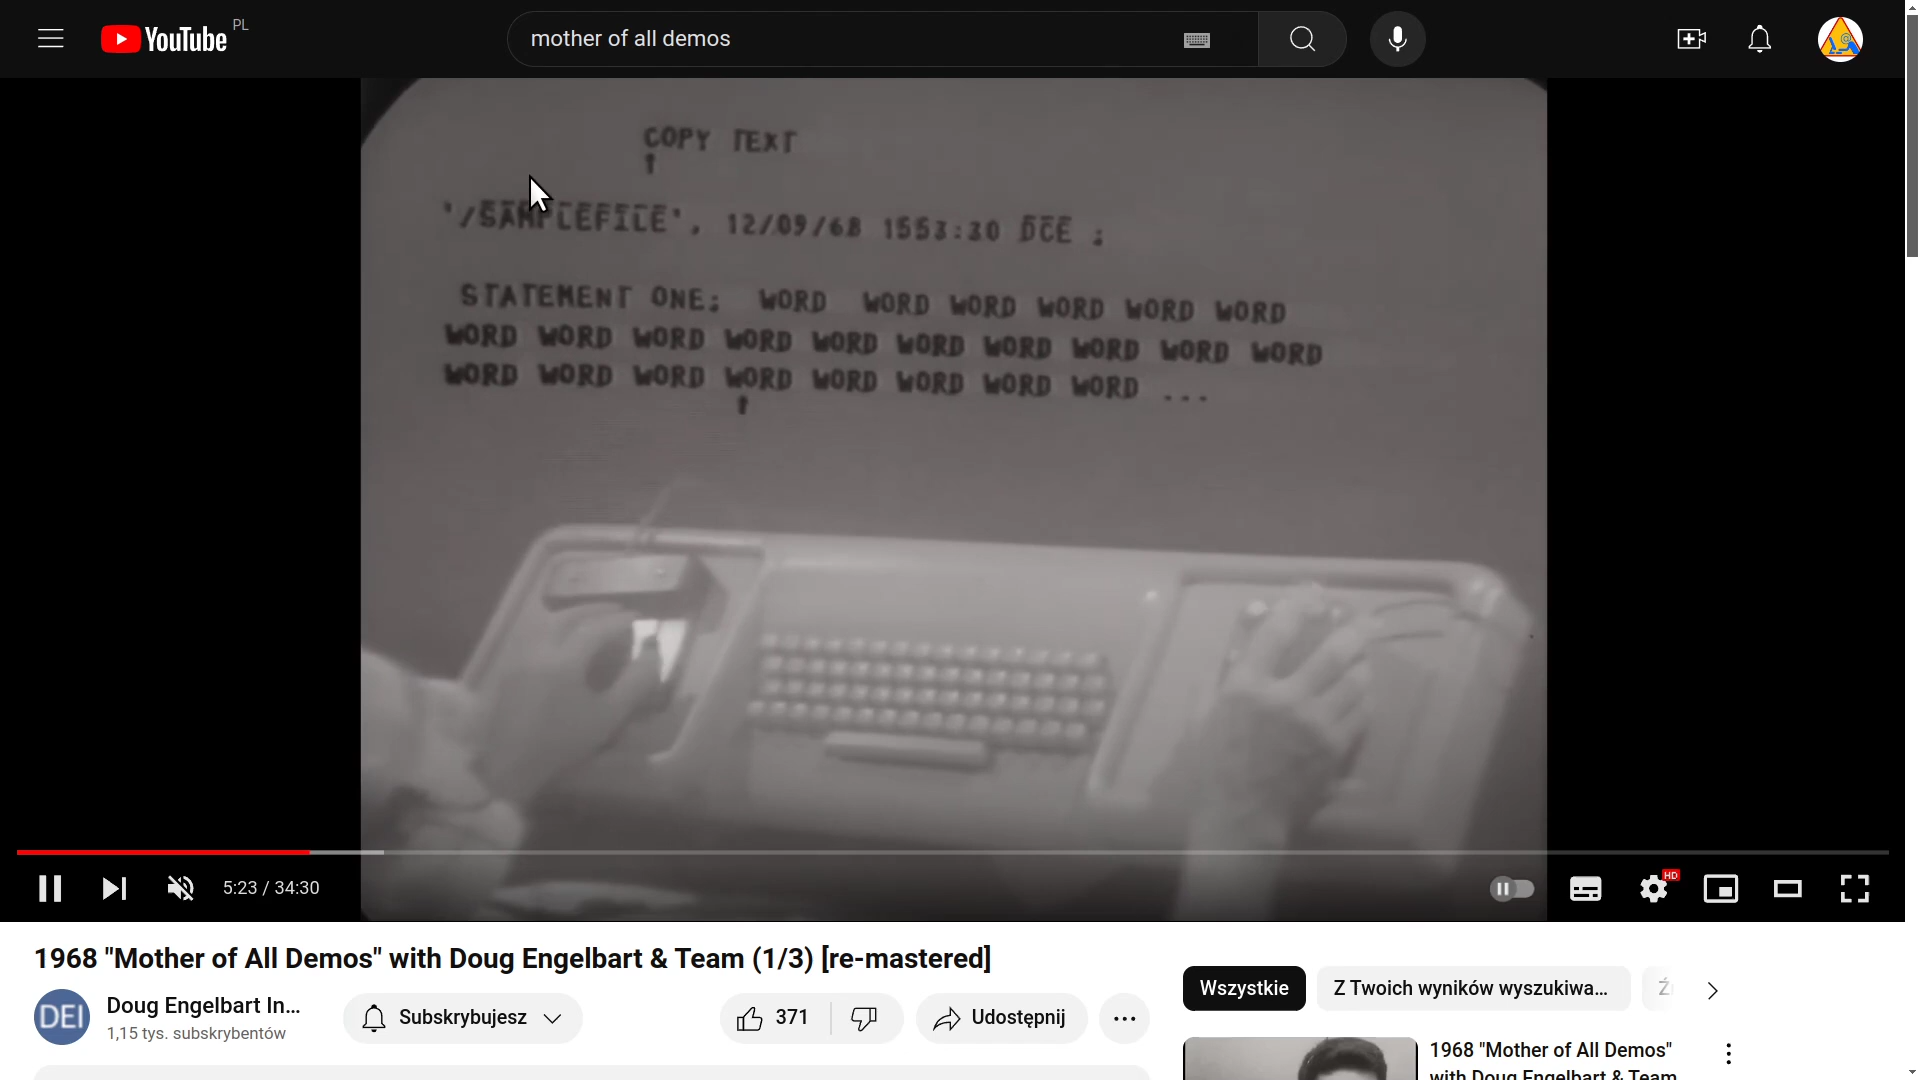 YouTube PL
mother of all demos
COPY TEXT
'/SAMPLEFILE', 12/09/68 1553:30 DCE ;
STATEMENT ONE; WORD WORD WORD WORD WORD WORD
WORD WORD WORD WORD WORD WORD WORD WORD WORD WORD
WORD WORD WORD WORD WORD WORD WORD WORD ...
5:23 / 34:30
HD
1968 "Mother of All Demos" with Doug Engelbart & Team (1/3) [re-mastered]
DEI
Doug Engelbart In...
1,15 tys. subskrybentów
Subskrybujesz
371
Udostępnij
Wszystkie
Z Twoich wyników wyszukiwa...
Ź
1968 "Mother of All Demos"
with Doug Engelbart & Team